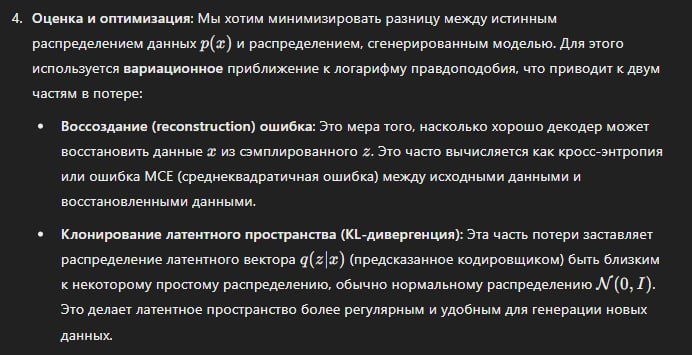 4. Оценка и оптимизация: Мы хотим минимизировать разницу между истинным
распределением данных p(x) и распределением, сгенерированным моделью. Для этого
используется вариационное приближение к логарифму правдоподобия, что приводит к двум
частям в потере:
• Воссоздание (reconstruction) ошибка: Это мера того, насколько хорошо декодер может
восстановить данные x из сэмплированного z. Это часто вычисляется как кросс-энтропия
или ошибка МСЕ (среднеквадратичная ошибка) между исходными данными и
восстановленными данными.
• Клонирование латентного пространства (KL-дивергенция): Эта часть потери заставляет
распределение латентного вектора q(z|x) (предсказанное кодировщиком) быть близким
к некоторому простому распределению, обычно нормальному распределению 𝒩(0, I).
Это делает латентное пространство более регулярным и удобным для генерации новых
данных.